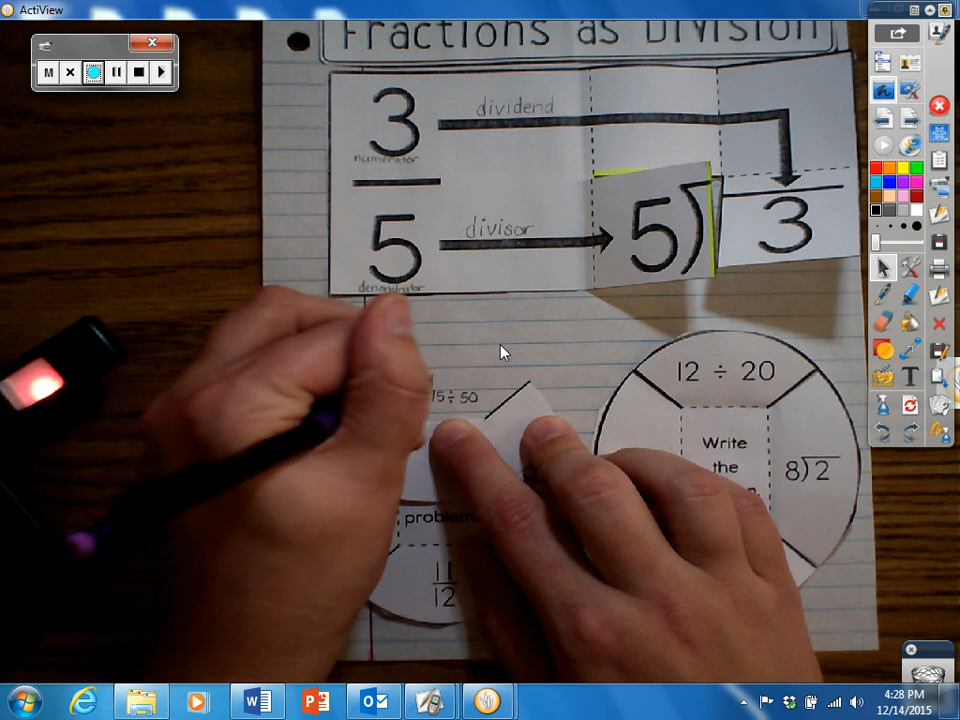 ActiView
Fractions as Division
3
numerator
dividend
5
denominator
divisor
5)3
15÷50
problem
11
12
12 ÷ 20
Write
the
8)2
M
T
W
P
4:28 PM
12/14/2015